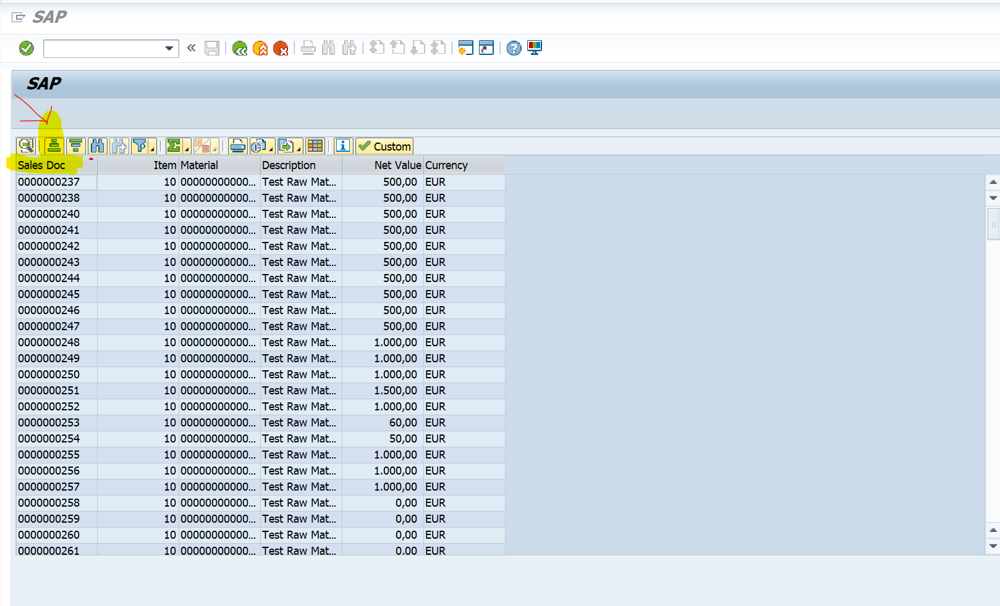 SAP
SAP
Custom
Sales Doc Item Material Description Net Value Currency
0000000237 10 00000000000... Test Raw Mat... 500,00 EUR
0000000238 10 00000000000... Test Raw Mat... 500,00 EUR
0000000240 10 00000000000... Test Raw Mat... 500,00 EUR
0000000241 10 00000000000... Test Raw Mat... 500,00 EUR
0000000242 10 00000000000... Test Raw Mat... 500,00 EUR
0000000243 10 00000000000... Test Raw Mat... 500,00 EUR
0000000244 10 00000000000... Test Raw Mat... 500,00 EUR
0000000245 10 00000000000... Test Raw Mat... 500,00 EUR
0000000246 10 00000000000... Test Raw Mat... 500,00 EUR
0000000247 10 00000000000... Test Raw Mat... 500,00 EUR
0000000248 10 00000000000... Test Raw Mat... 1.000,00 EUR
0000000249 10 00000000000... Test Raw Mat... 1.000,00 EUR
0000000250 10 00000000000... Test Raw Mat... 1.000,00 EUR
0000000251 10 00000000000... Test Raw Mat... 1.500,00 EUR
0000000252 10 00000000000... Test Raw Mat... 1.000,00 EUR
0000000253 10 00000000000... Test Raw Mat... 60,00 EUR
0000000254 10 00000000000... Test Raw Mat... 50,00 EUR
0000000255 10 00000000000... Test Raw Mat... 1.000,00 EUR
0000000256 10 00000000000... Test Raw Mat... 1.000,00 EUR
0000000257 10 00000000000... Test Raw Mat... 1.000,00 EUR
0000000258 10 00000000000... Test Raw Mat... 0,00 EUR
0000000259 10 00000000000... Test Raw Mat... 0,00 EUR
0000000260 10 00000000000... Test Raw Mat... 0,00 EUR
0000000261 10 00000000000... Test Raw Mat... 0,00 EUR